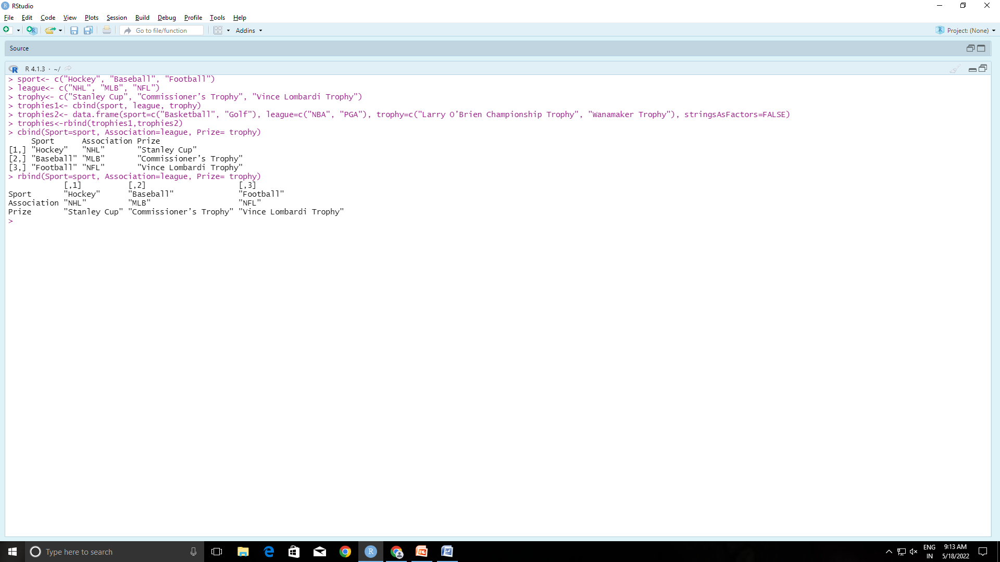 RStudio
File Edit Code View Plots Session Build Debug Profile Tools Help
Go to file/function Addins Project: (None)
Source
R 4.1.3 · ~/
> sport<- c("Hockey", "Baseball", "Football")
> league<- c("NHL", "MLB", "NFL")
> trophy<- c("Stanley Cup", "Commissioner’s Trophy", "Vince Lombardi Trophy")
> trophies1<- cbind(sport, league, trophy)
> trophies2<- data.frame(sport=c("Basketball", "Golf"), league=c("NBA", "PGA"), trophy=c("Larry O’Brien Championship Trophy", "Wanamaker Trophy"), stringsAsFactors=FALSE)
> trophies<-rbind(trophies1,trophies2)
> cbind(Sport=sport, Association=league, Prize= trophy)
     Sport      Association Prize
[1,] "Hockey"   "NHL"       "Stanley Cup"
[2,] "Baseball" "MLB"       "Commissioner’s Trophy"
[3,] "Football" "NFL"       "Vince Lombardi Trophy"
> rbind(Sport=sport, Association=league, Prize= trophy)
            [,1]          [,2]                    [,3]
Sport       "Hockey"      "Baseball"              "Football"
Association "NHL"         "MLB"                   "NFL"
Prize       "Stanley Cup" "Commissioner’s Trophy" "Vince Lombardi Trophy"
>
Type here to search
ENG 9:13 AM
IN 5/18/2022